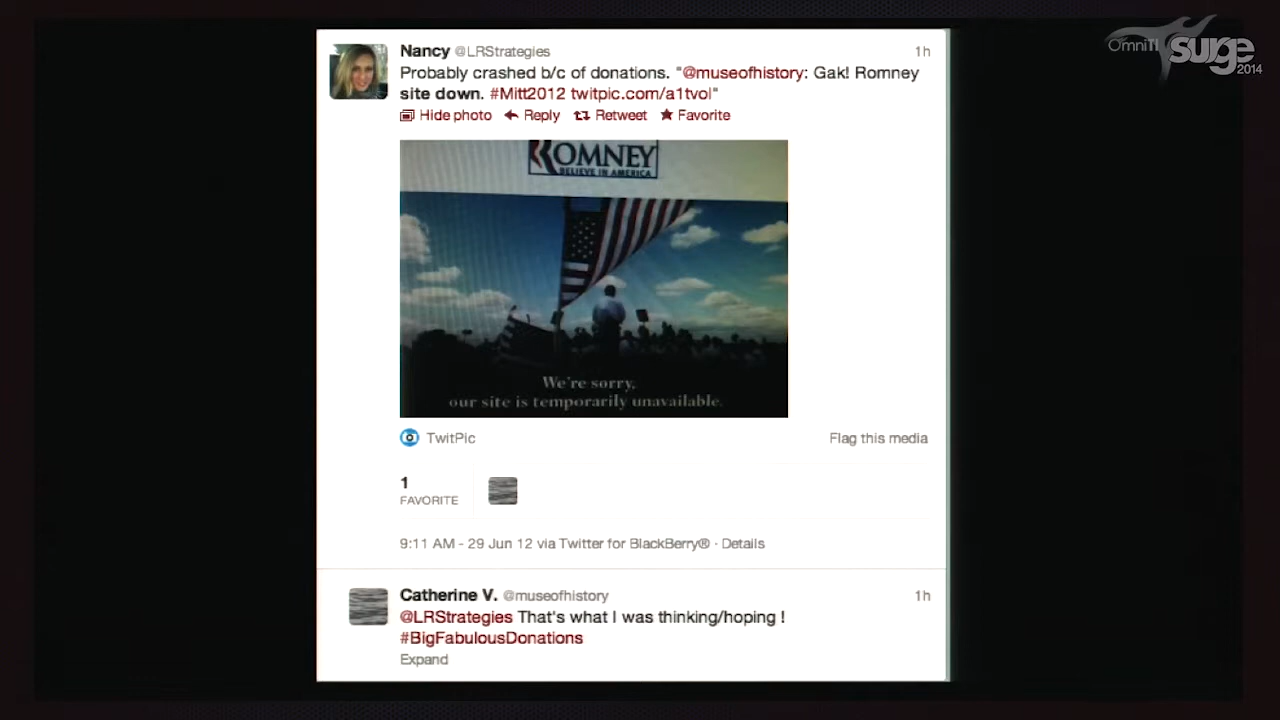 OmniTI surge 2014
Nancy @LRStrategies 1h
Probably crashed b/c of donations. "@museofhistory: Gak! Romney
site down. #Mitt2012 twitpic.com/a1tvol"
Hide photo Reply Retweet Favorite
ROMNEY
BELIEVE IN AMERICA
We're sorry,
our site is temporarily unavailable.
TwitPic Flag this media
1
FAVORITE
9:11 AM - 29 Jun 12 via Twitter for BlackBerry® · Details
Catherine V. @museofhistory 1h
@LRStrategies That's what I was thinking/hoping !
#BigFabulousDonations
Expand